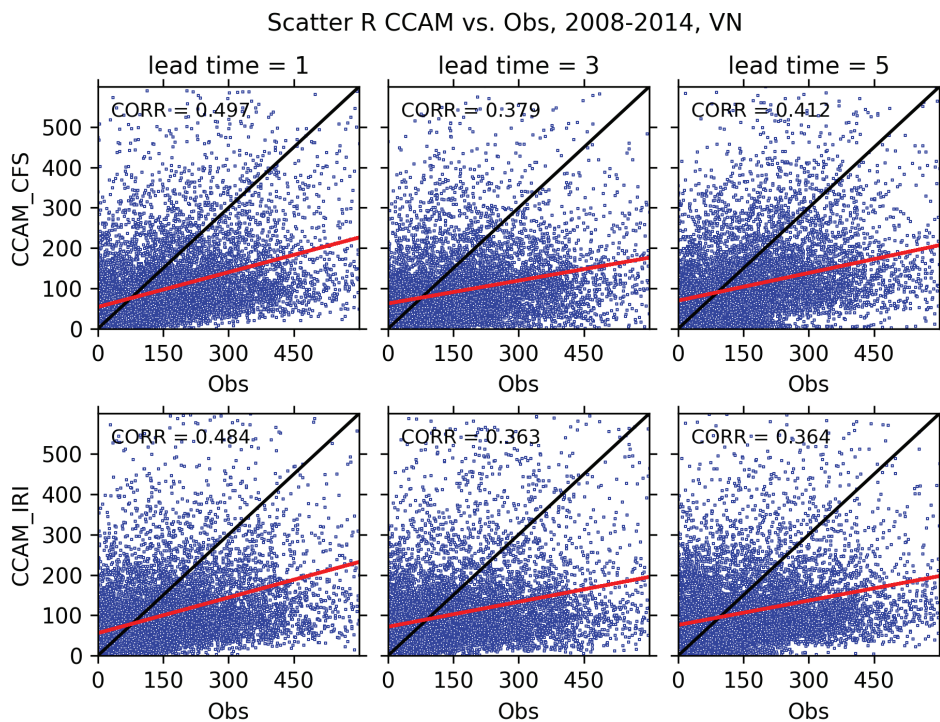 Scatter R CCAM vs. Obs, 2008-2014, VN
lead time = 1
lead time = 3
lead time = 5
CORR = 0.497
CORR = 0.379
CORR = 0.412
CCAM_CFS
500
400
300
200
100
0
0 150 300 450
0 150 300 450
0 150 300 450
Obs
Obs
Obs
CORR = 0.484
CORR = 0.363
CORR = 0.364
CCAM_IRI
500
400
300
200
100
0
0 150 300 450
0 150 300 450
0 150 300 450
Obs
Obs
Obs